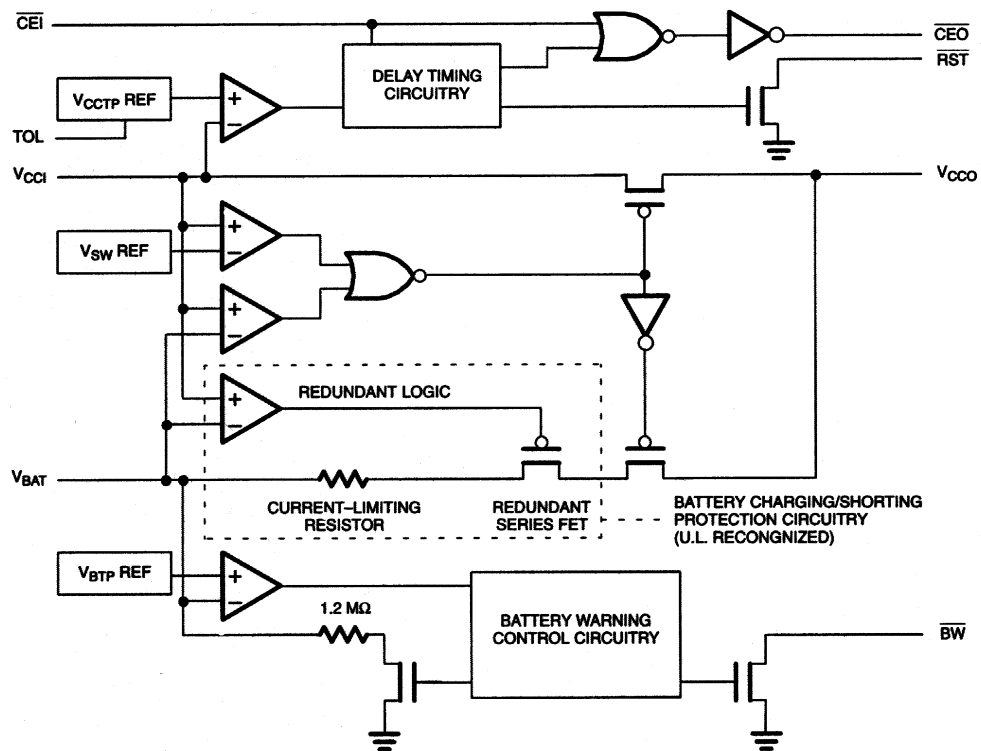 CEI
CEO
RST
DELAY TIMING
CIRCUITRY
VCCTP REF
TOL
+
−
VCCI
VCCO
VSW REF
+
−
+
−
REDUNDANT LOGIC
+
−
VBAT
CURRENT–LIMITING
RESISTOR
REDUNDANT
SERIES FET
BATTERY CHARGING/SHORTING
PROTECTION CIRCUITRY
(U.L. RECONGNIZED)
VBTP REF
+
−
1.2 MΩ
BATTERY WARNING
CONTROL CIRCUITRY
BW